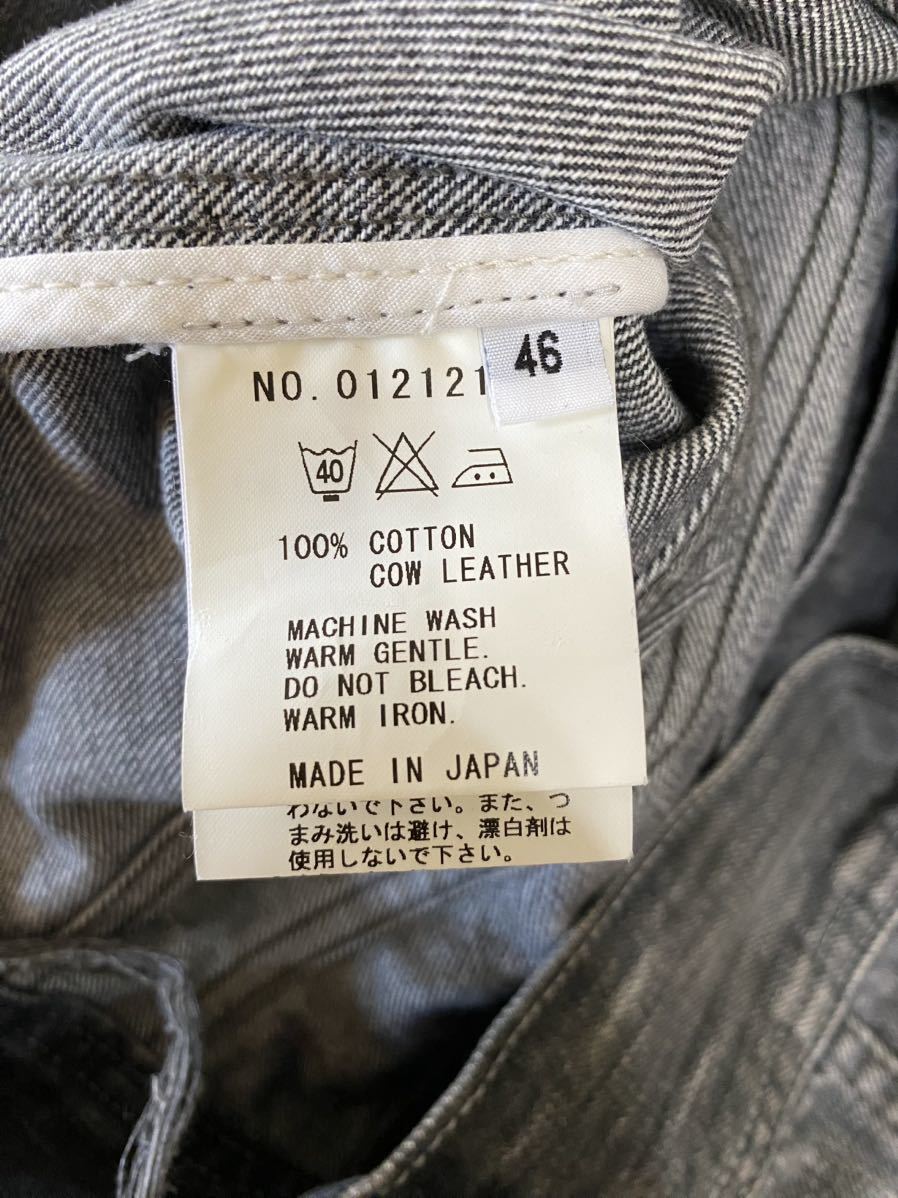 46
NO. 012121
40
100% COTTON
COW LEATHER
MACHINE WASH
WARM GENTLE.
DO NOT BLEACH.
WARM IRON.
MADE IN JAPAN
わないで下さい。また、つ
まみ洗いは避け、漂白剤は
使用しないで下さい。